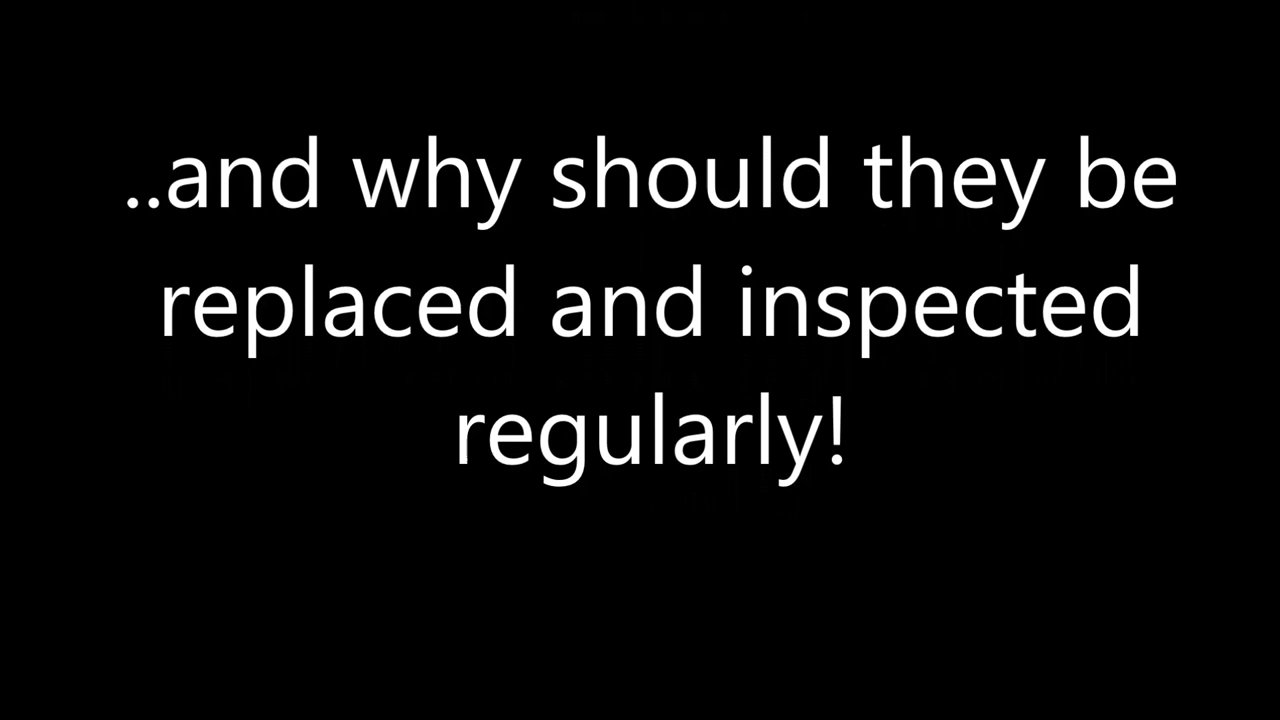 ..and why should they be
replaced and inspected
regularly!